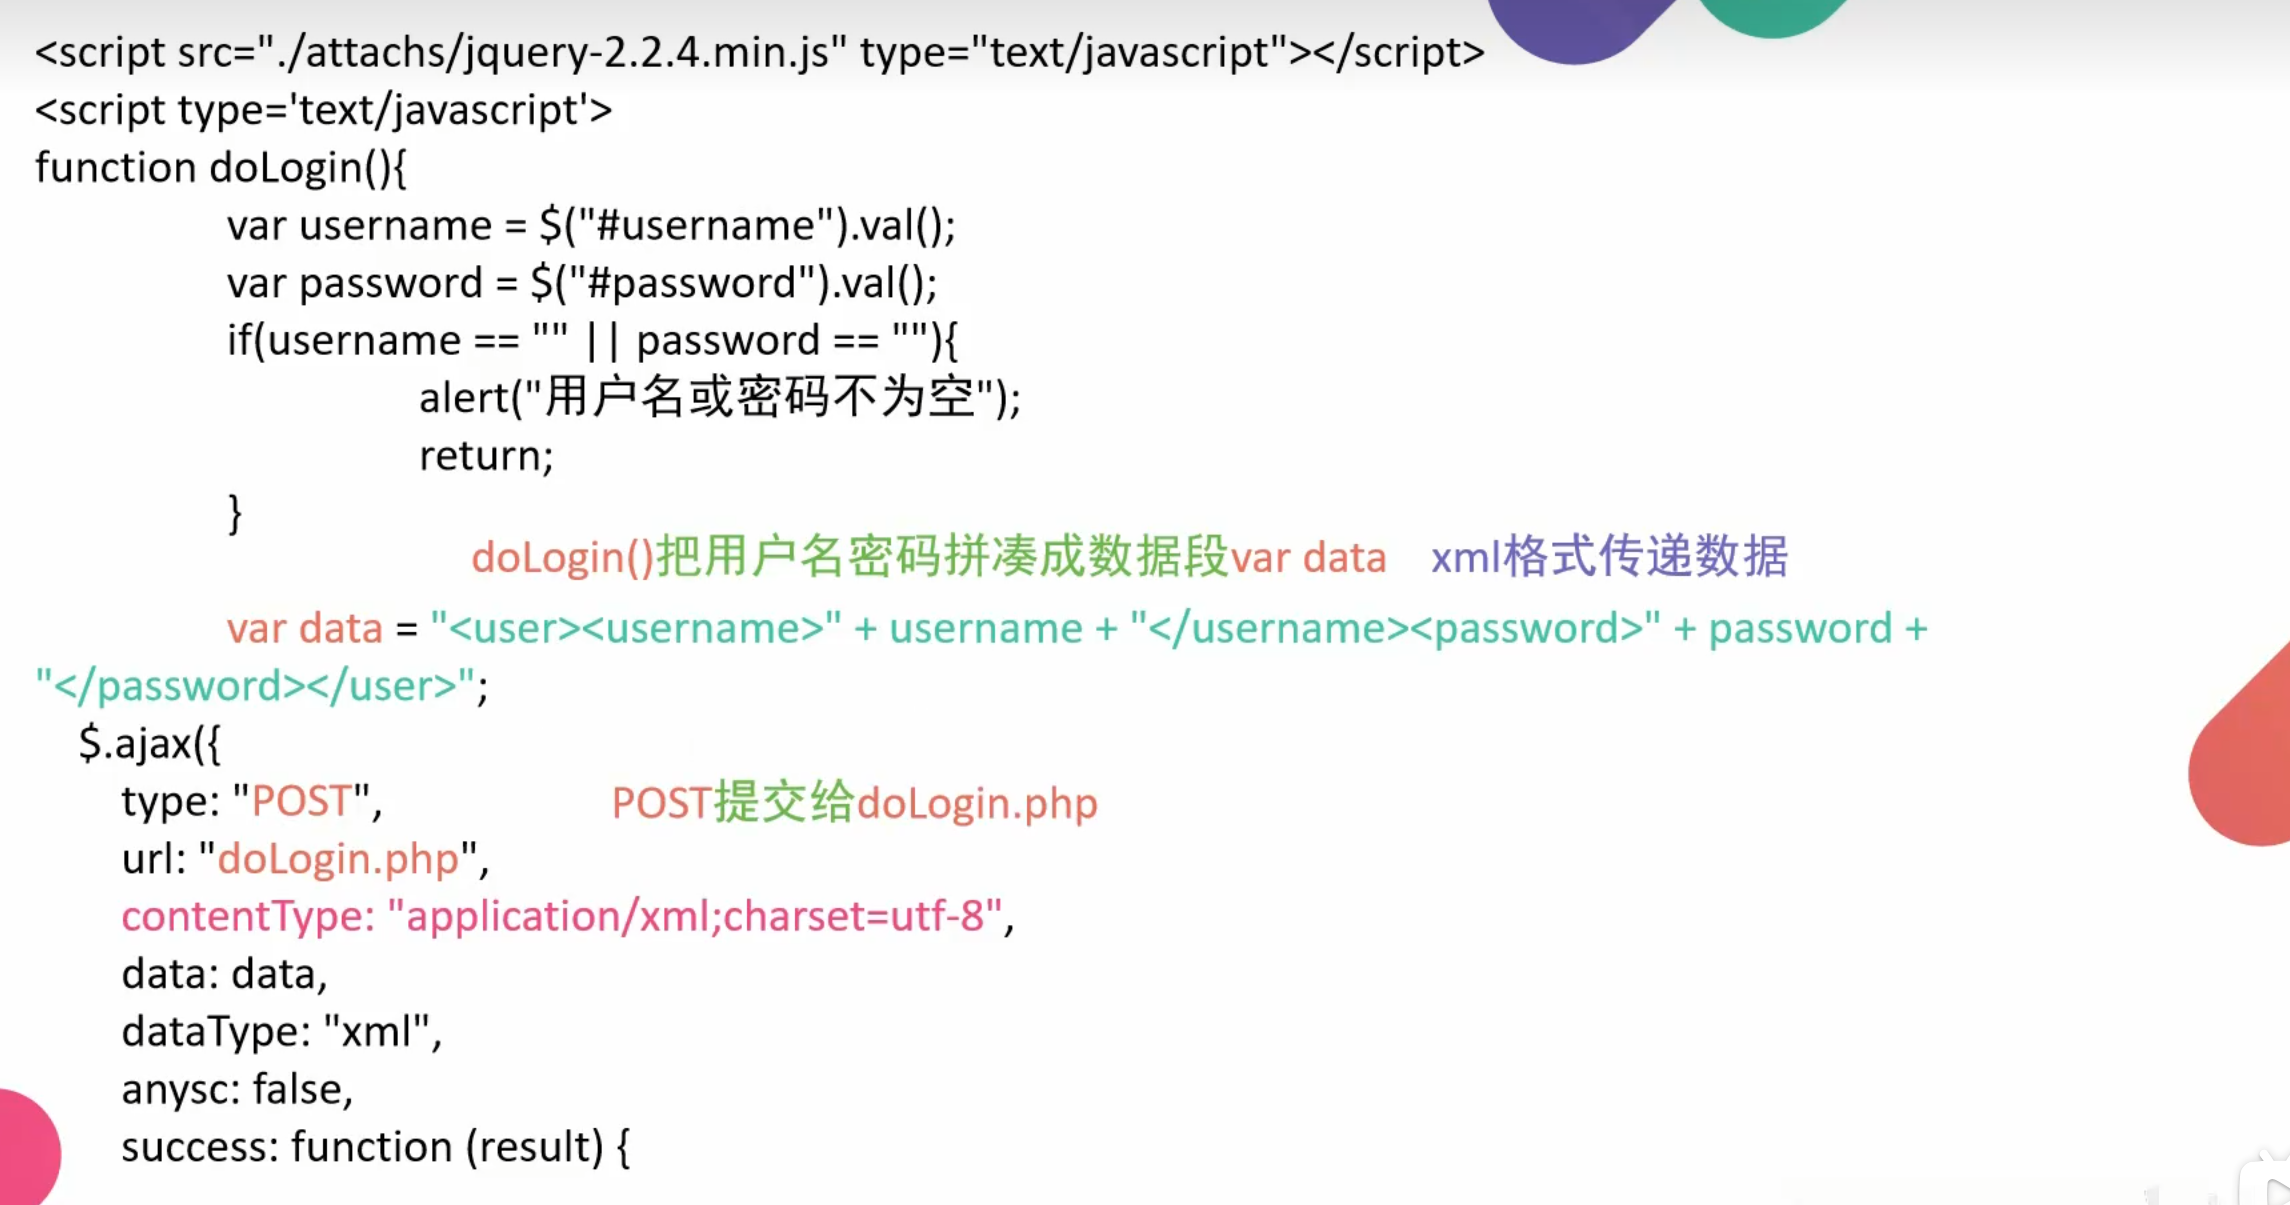 <script src="./attachs/jquery-2.2.4.min.js" type="text/javascript"></script>
<script type='text/javascript'>
function doLogin(){
var username = $("#username").val();
var password = $("#password").val();
if(username == "" || password == ""){
alert("用户名或密码不为空");
return;
}
doLogin()把用户名密码拼凑成数据段var data xml格式传递数据
var data = "<user><username>" + username + "</username><password>" + password +
"</password></user>";
$.ajax({
type: "POST", POST提交给doLogin.php
url: "doLogin.php",
contentType: "application/xml;charset=utf-8",
data: data,
dataType: "xml",
anysc: false,
success: function (result) {